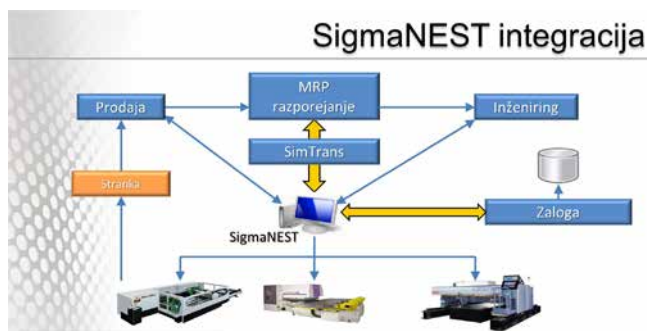 SigmaNEST integracija
MRP
razporejanje
Prodaja
Inženiring
SimTrans
Stranka
Zaloga
SigmaNEST